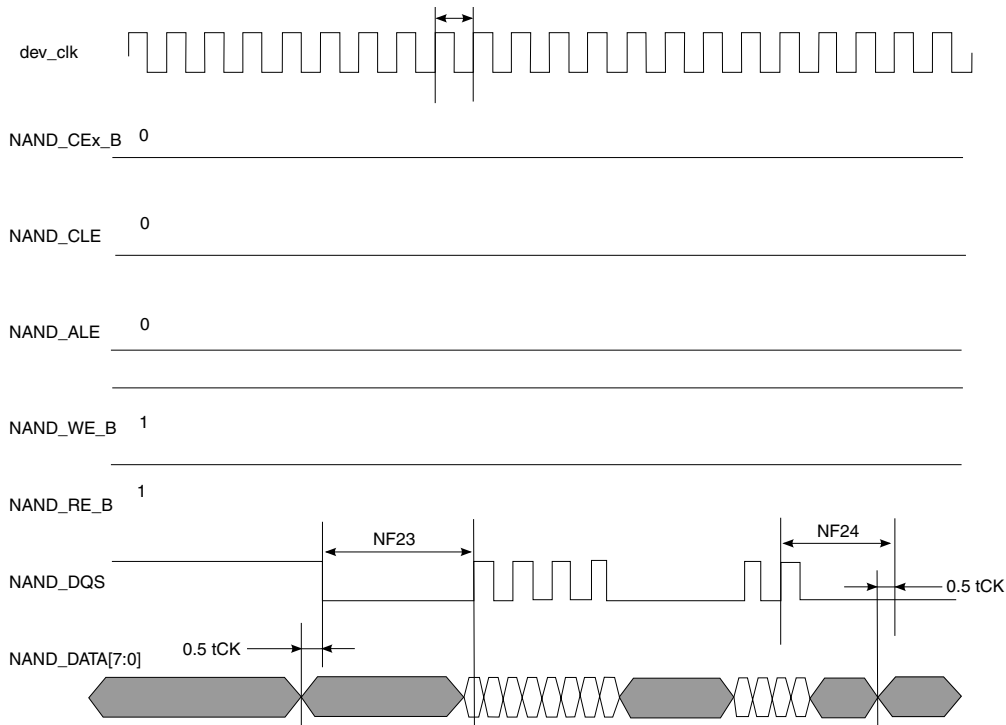 dev_clk
NAND_CEx_B 0
NAND_CLE 0
NAND_ALE 0
NAND_WE_B 1
NAND_RE_B 1
NF23
NF24
NAND_DQS
0.5 tCK
0.5 tCK
NAND_DATA[7:0]